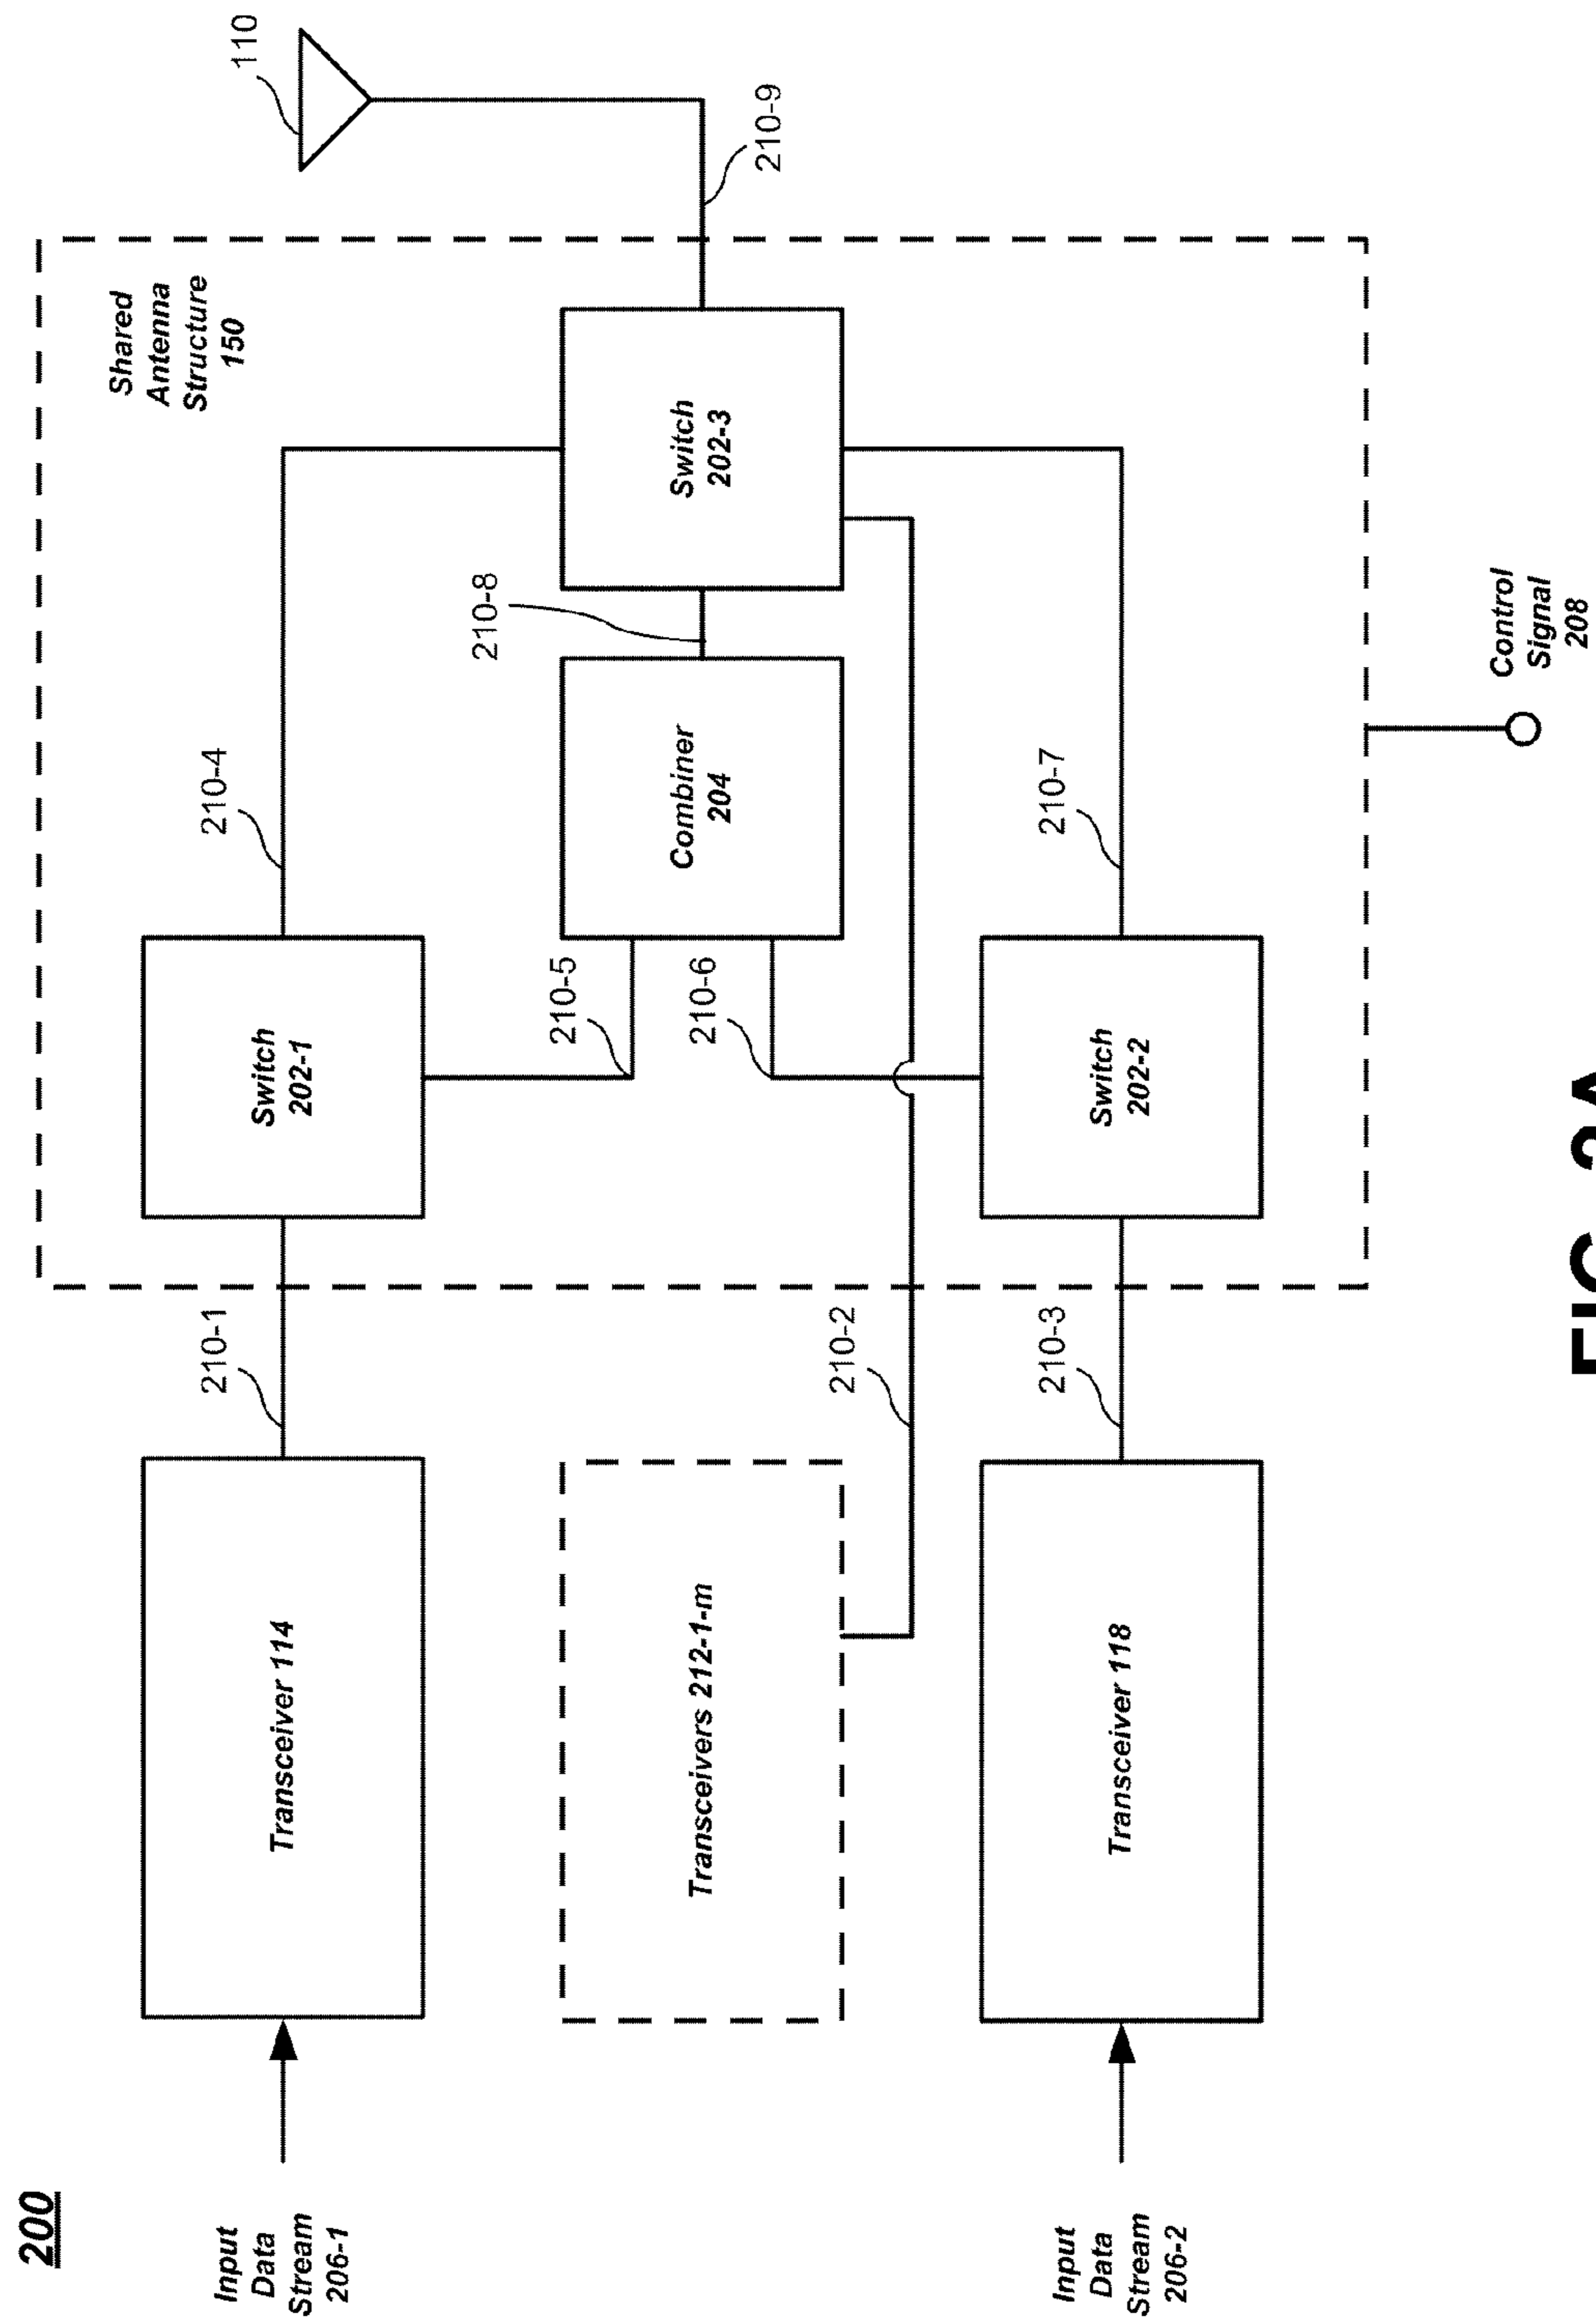 200
Input
Data
Stream
206-1
Transceiver 114
210-1
Switch
202-1
210-4
Shared
Antenna
Structure
150
110
210-5
Transceivers 212-1-m
210-6
Combiner
204
210-8
Switch
202-3
210-9
210-2
Input
Data
Stream
206-2
Transceiver 118
210-3
Switch
202-2
210-7
Control
Signal
208
FIG. 2A